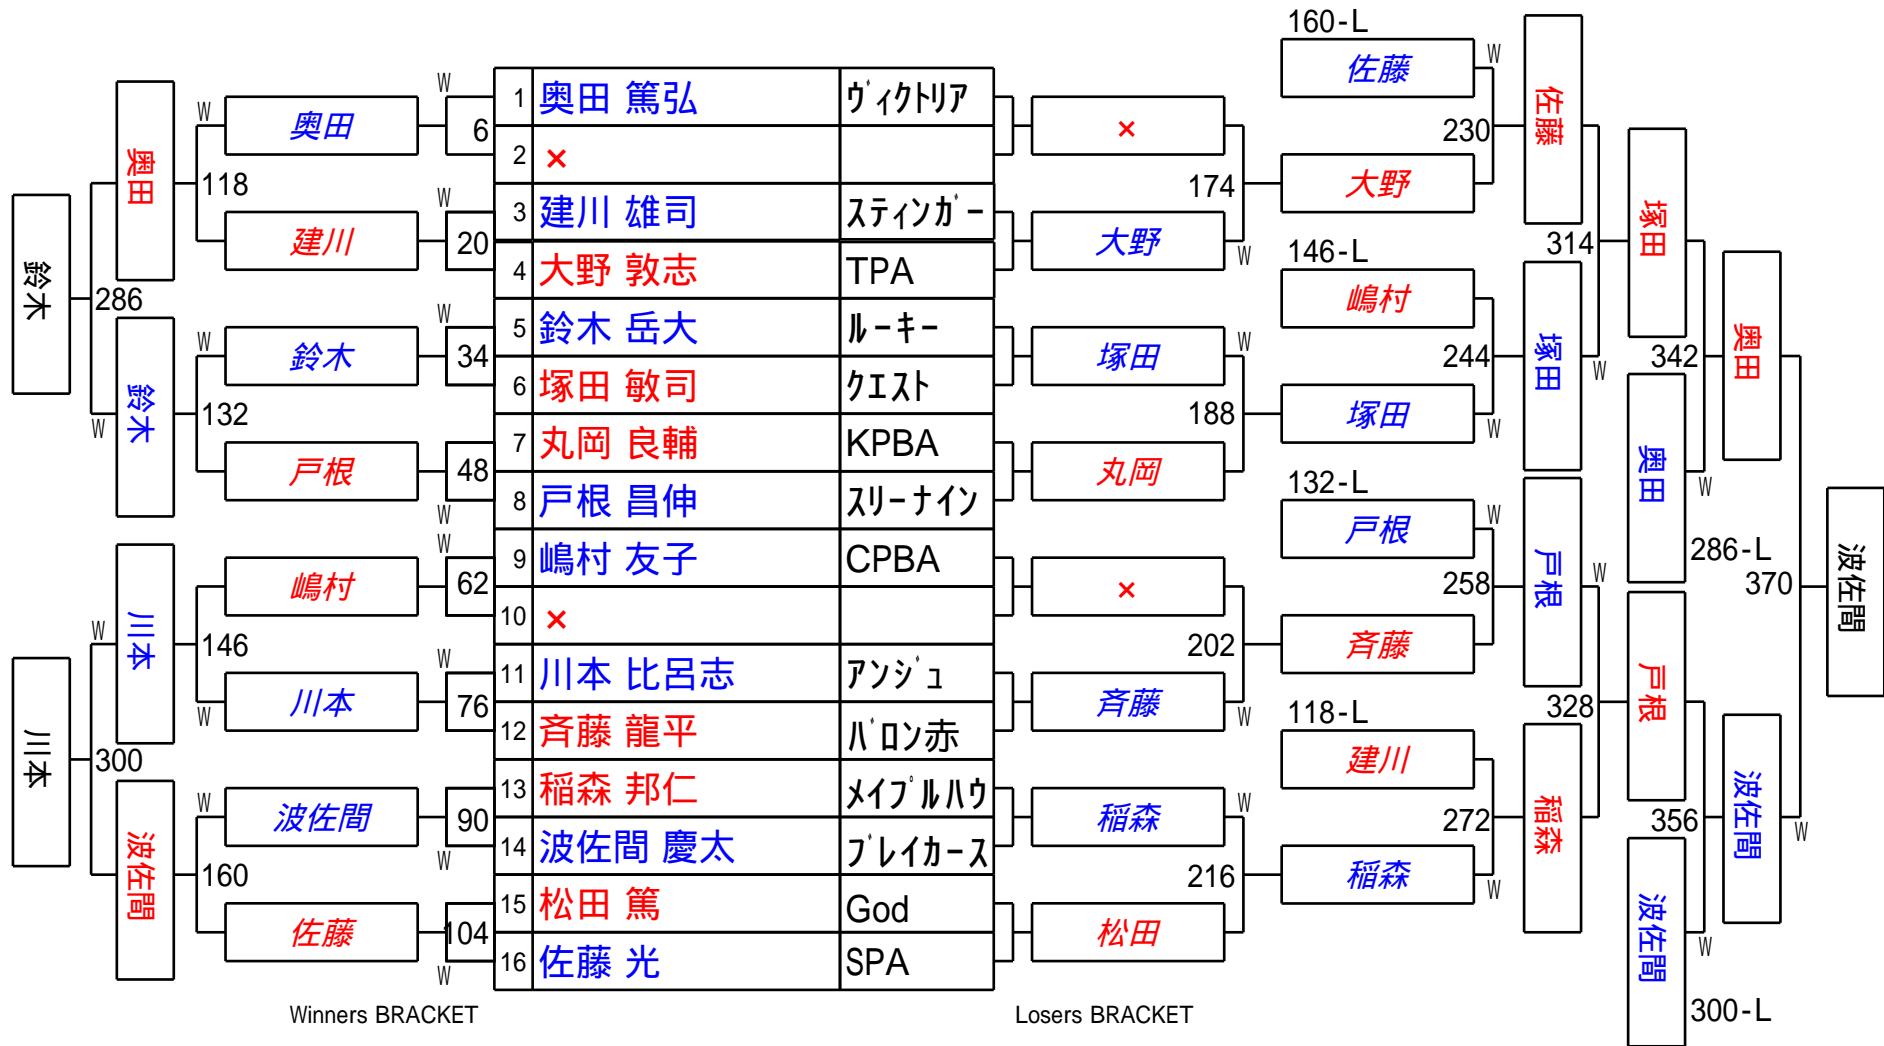 160-L
W
佐藤
W
1 奥田 篤弘 ヴィクトリア
W
奥田
6
×
230
佐藤
2 ×
奥田
118
W
174
大野
3 建川 雄司 スティンガー
建川
20
大野
W
塚田
314
4 大野 敦志 TPA
146-L
鈴木
286
W
嶋村
5 鈴木 岳大 ルーキー
W
鈴木
34
塚田
W
244
塚田
W
342
奥田
6 塚田 敏司 クエスト
鈴木
132
W
188
塚田
W
7 丸岡 良輔 KPBA
戸根
48
丸岡
奥田
W
132-L
8 戸根 昌伸 スリーナイン
W
戸根
W
W
9 嶋村 友子 CPBA
286-L
嶋村
62
×
258
戸根
W
370
波佐間
10 ×
川本
W
146
202
斉藤
W
11 川本 比呂志 アンジュ
川本
76
W
斉藤
W
戸根
328
118-L
12 斉藤 龍平 バロン赤
川本
300
建川
13 稲森 邦仁 メイプルハウ
W
波佐間
90
稲森
W
272
稲森
356
波佐間
W
14 波佐間 慶太 ブレイカース
W
波佐間
160
216
稲森
W
15 松田 篤 God
佐藤
104
松田
波佐間
W
16 佐藤 光 SPA
W
300-L
Winners BRACKET
Losers BRACKET